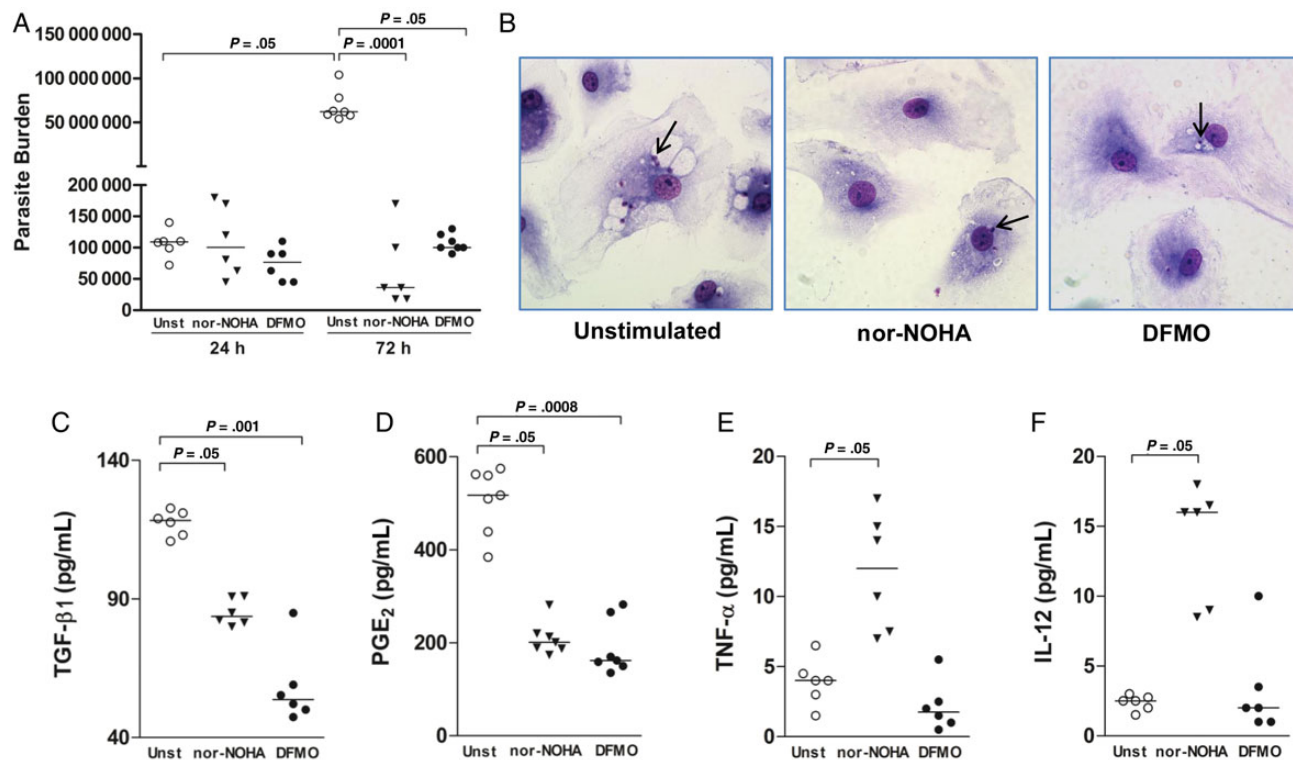 A
Parasite Burden
150 000 000
100 000 000
50 000 000
200 000
150 000
100 000
50 000
0
P = .05
P = .05
P = .0001
Unst nor-NOHA DFMO Unst nor-NOHA DFMO
24 h 72 h
B
Unstimulated nor-NOHA DFMO
C
TGF-β1 (pg/mL)
140
90
40
P = .001
P = .05
Unst nor-NOHA DFMO
D
PGE₂ (pg/mL)
600
400
200
0
P = .0008
P = .05
Unst nor-NOHA DFMO
E
TNF-α (pg/mL)
20
15
10
5
0
P = .05
Unst nor-NOHA DFMO
F
IL-12 (pg/mL)
20
15
10
5
0
P = .05
Unst nor-NOHA DFMO